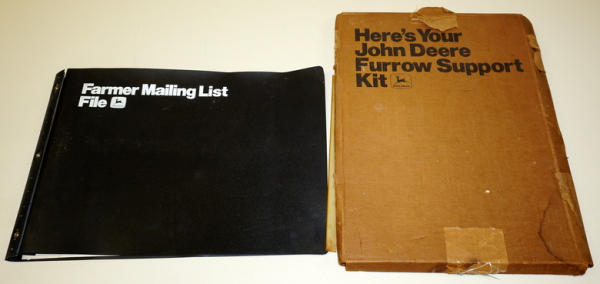 Farmer Mailing List
File
Here's Your
John Deere
Furrow Support
Kit